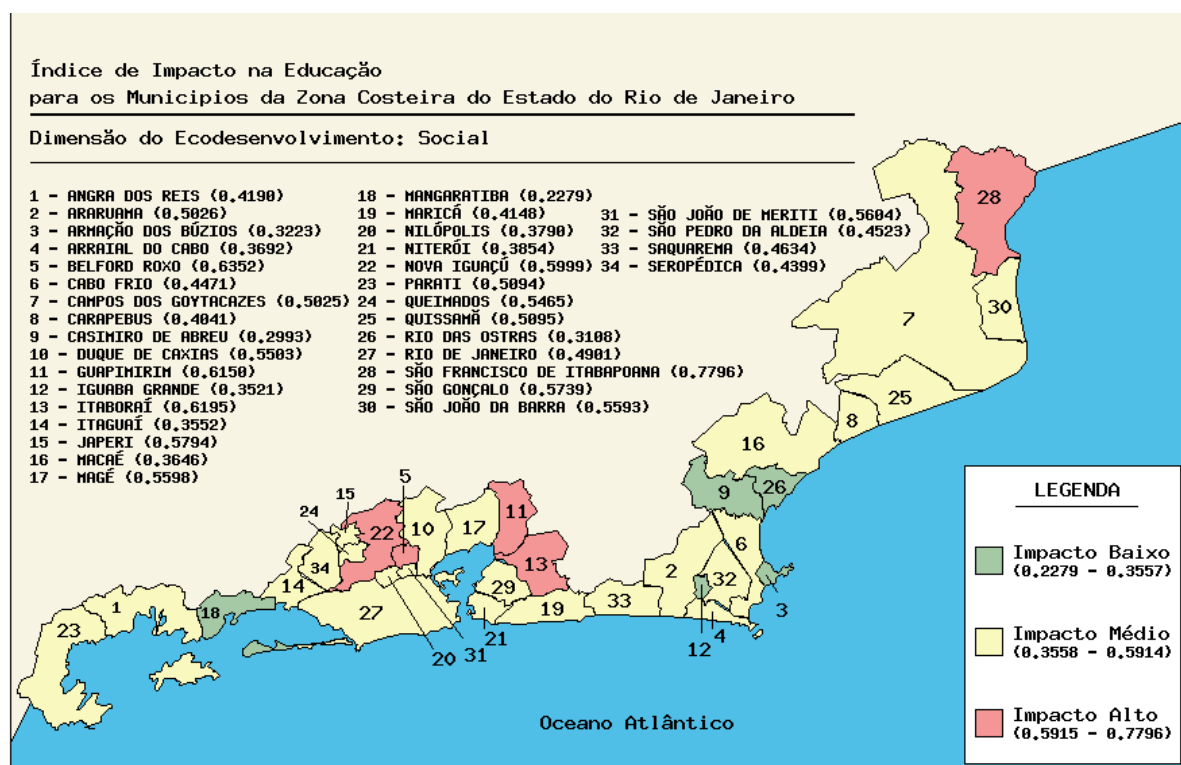 Índice de Impacto na Educação
para os Municipios da Zona Costeira do Estado do Rio de Janeiro
Dimensão do Ecodesenvolvimento: Social
1 - ANGRA DOS REIS (0.4190)
2 - ARARUAMA (0.5026)
3 - ARMAÇÃO DOS BÚZIOS (0.3223)
4 - ARRAIAL DO CABO (0.3692)
5 - BELFORD ROXO (0.6352)
6 - CABO FRIO (0.4471)
7 - CAMPOS DOS GOYTACAZES (0.5025)
8 - CARAPEBUS (0.4041)
9 - CASIMIRO DE ABREU (0.2993)
10 - DUQUE DE CAXIAS (0.5503)
11 - GUAPIMIRIM (0.6150)
12 - IGUABA GRANDE (0.3521)
13 - ITABORAÍ (0.6195)
14 - ITAGUAÍ (0.3552)
15 - JAPERI (0.5794)
16 - MACAÉ (0.3646)
17 - MAGÉ (0.5598)
18 - MANGARATIBA (0.2279)
19 - MARICÁ (0.4148)
20 - NILÓPOLIS (0.3790)
21 - NITERÓI (0.3854)
22 - NOVA IGUAÇÚ (0.5999)
23 - PARATI (0.5094)
24 - QUEIMADOS (0.5465)
25 - QUISSAMÃ (0.5095)
26 - RIO DAS OSTRAS (0.3108)
27 - RIO DE JANEIRO (0.4901)
28 - SÃO FRANCISCO DE ITABAPOANA (0.7796)
29 - SÃO GONÇALO (0.5739)
30 - SÃO JOÃO DA BARRA (0.5593)
31 - SÃO JOÃO DE MERITI (0.5604)
32 - SÃO PEDRO DA ALDEIA (0.4523)
33 - SAQUAREMA (0.4634)
34 - SEROPÉDICA (0.4399)
28
30
7
25
8
16
9
26
5
15
24
22
10
17
11
6
34
13
14
29
2
32
3
18
1
23
27
19
33
21
4
12
20
31
Oceano Atlântico
LEGENDA
Impacto Baixo
(0.2279 - 0.3557)
Impacto Médio
(0.3558 - 0.5914)
Impacto Alto
(0.5915 - 0.7796)